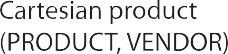 Cartesian product
(PRODUCT, VENDOR)